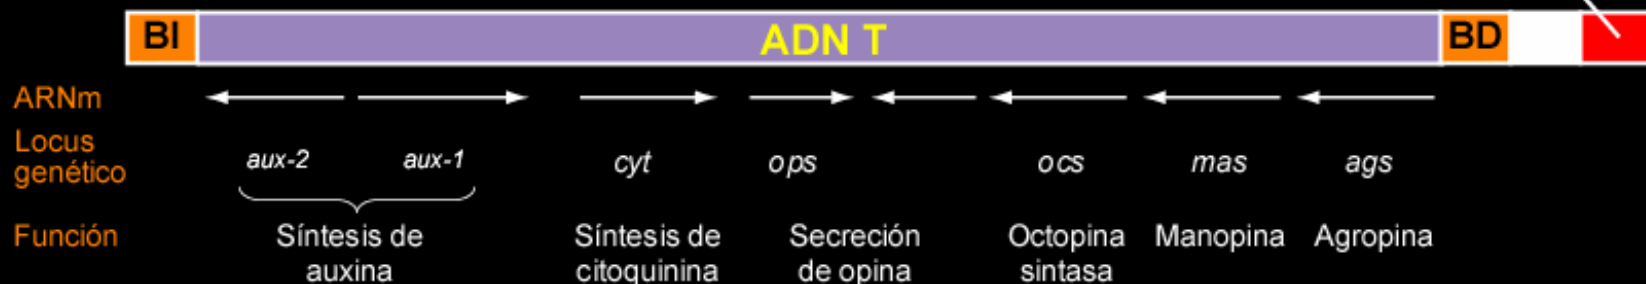 BI ADN T BD
ARNm
Locus
genético
aux-2 aux-1 cyt ops ocs mas ags
Función Síntesis de Síntesis de Secreción Octopina Manopina Agropina
auxina citoquinina de opina sintasa